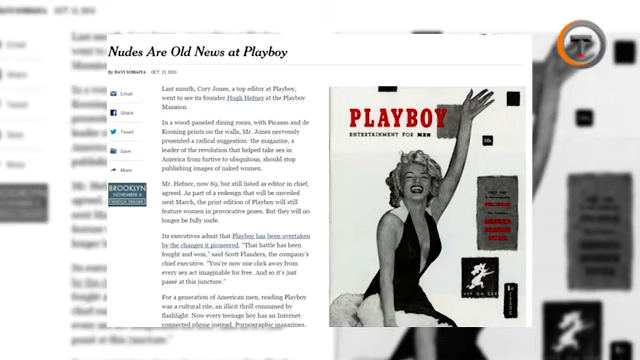 Nudes Are Old News at Playboy
By RAVI SOMAIYA OCT. 12, 2015
Email
Share
Tweet
Save
More
BROOKLYN
NOVEMBER 4
WATCH TRAILER
Last month, Cory Jones, a top editor at Playboy,
went to see its founder Hugh Hefner at the Playboy
Mansion.
In a wood-paneled dining room, with Picasso and de
Kooning prints on the walls, Mr. Jones nervously
presented a radical suggestion: the magazine, a
leader of the revolution that helped take sex in
America from furtive to ubiquitous, should stop
publishing images of naked women.
Mr. Hefner, now 89, but still listed as editor in chief,
agreed. As part of a redesign that will be unveiled
next March, the print edition of Playboy will still
feature women in provocative poses. But they will no
longer be fully nude.
Its executives admit that Playboy has been overtaken
by the changes it pioneered. “That battle has been
fought and won,” said Scott Flanders, the
company's chief executive. “You're now one click away from
every sex act imaginable for free. And so it's just
passé at this juncture.”
For a generation of American men, reading Playboy
was a cultural rite, an illicit thrill consumed by
flashlight. Now every teenage boy has an Internet-
connected phone instead. Pornographic magazines,
PLAYBOY
ENTERTAINMENT FOR MEN
50c
VIP ON SEX
T